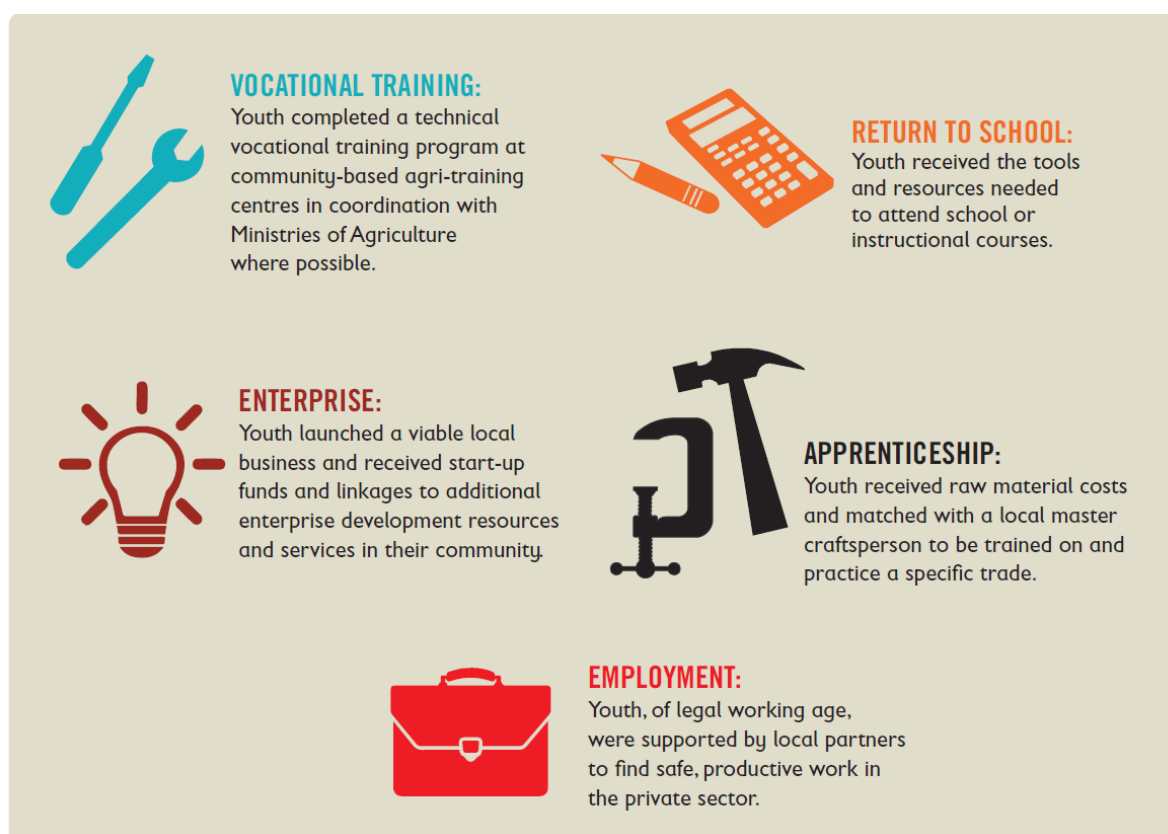 VOCATIONAL TRAINING:
Youth completed a technical
vocational training program at
community-based agri-training
centres in coordination with
Ministries of Agriculture
where possible.
RETURN TO SCHOOL:
Youth received the tools
and resources needed
to attend school or
instructional courses.
ENTERPRISE:
Youth launched a viable local
business and received start-up
funds and linkages to additional
enterprise development resources
and services in their community.
APPRENTICESHIP:
Youth received raw material costs
and matched with a local master
craftsperson to be trained on and
practice a specific trade.
EMPLOYMENT:
Youth, of legal working age,
were supported by local partners
to find safe, productive work in
the private sector.